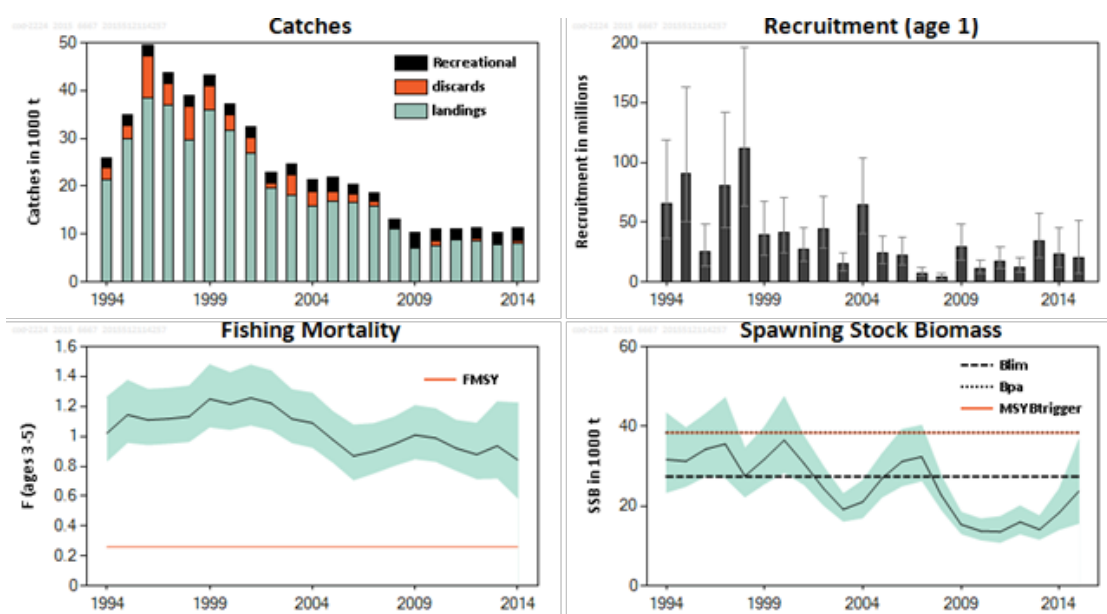 Catches
Catches in 1000 t
50
40
30
20
10
0
Recreational
discards
landings
1994
1999
2004
2009
2014
Recruitment (age 1)
Recruitment in millions
200
150
100
50
0
1994
1999
2004
2009
2014
Fishing Mortality
F (ages 3-5)
1.6
1.4
1.2
1
0.8
0.6
0.4
0.2
0
FMSY
1994
1999
2004
2009
2014
Spawning Stock Biomass
SSB in 1000 t
60
40
20
0
Blim
Bpa
MSYBtrigger
1994
1999
2004
2009
2014